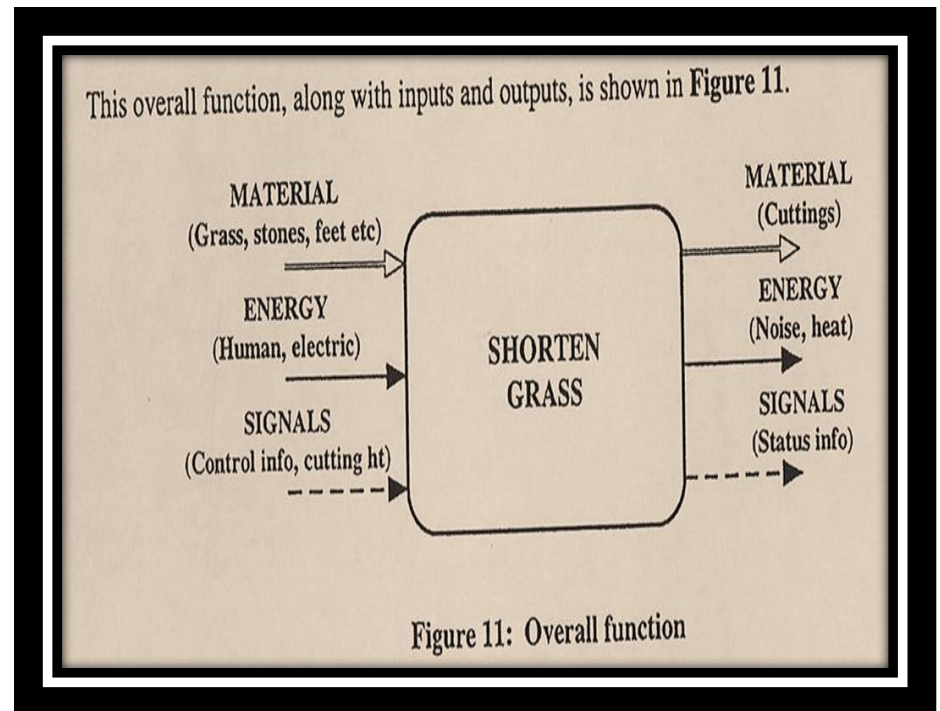 This overall function, along with inputs and outputs, is shown in Figure 11.
MATERIAL
(Grass, stones, feet etc)
ENERGY
(Human, electric)
SIGNALS
(Control info, cutting ht)
SHORTEN
GRASS
MATERIAL
(Cuttings)
ENERGY
(Noise, heat)
SIGNALS
(Status info)
Figure 11: Overall function